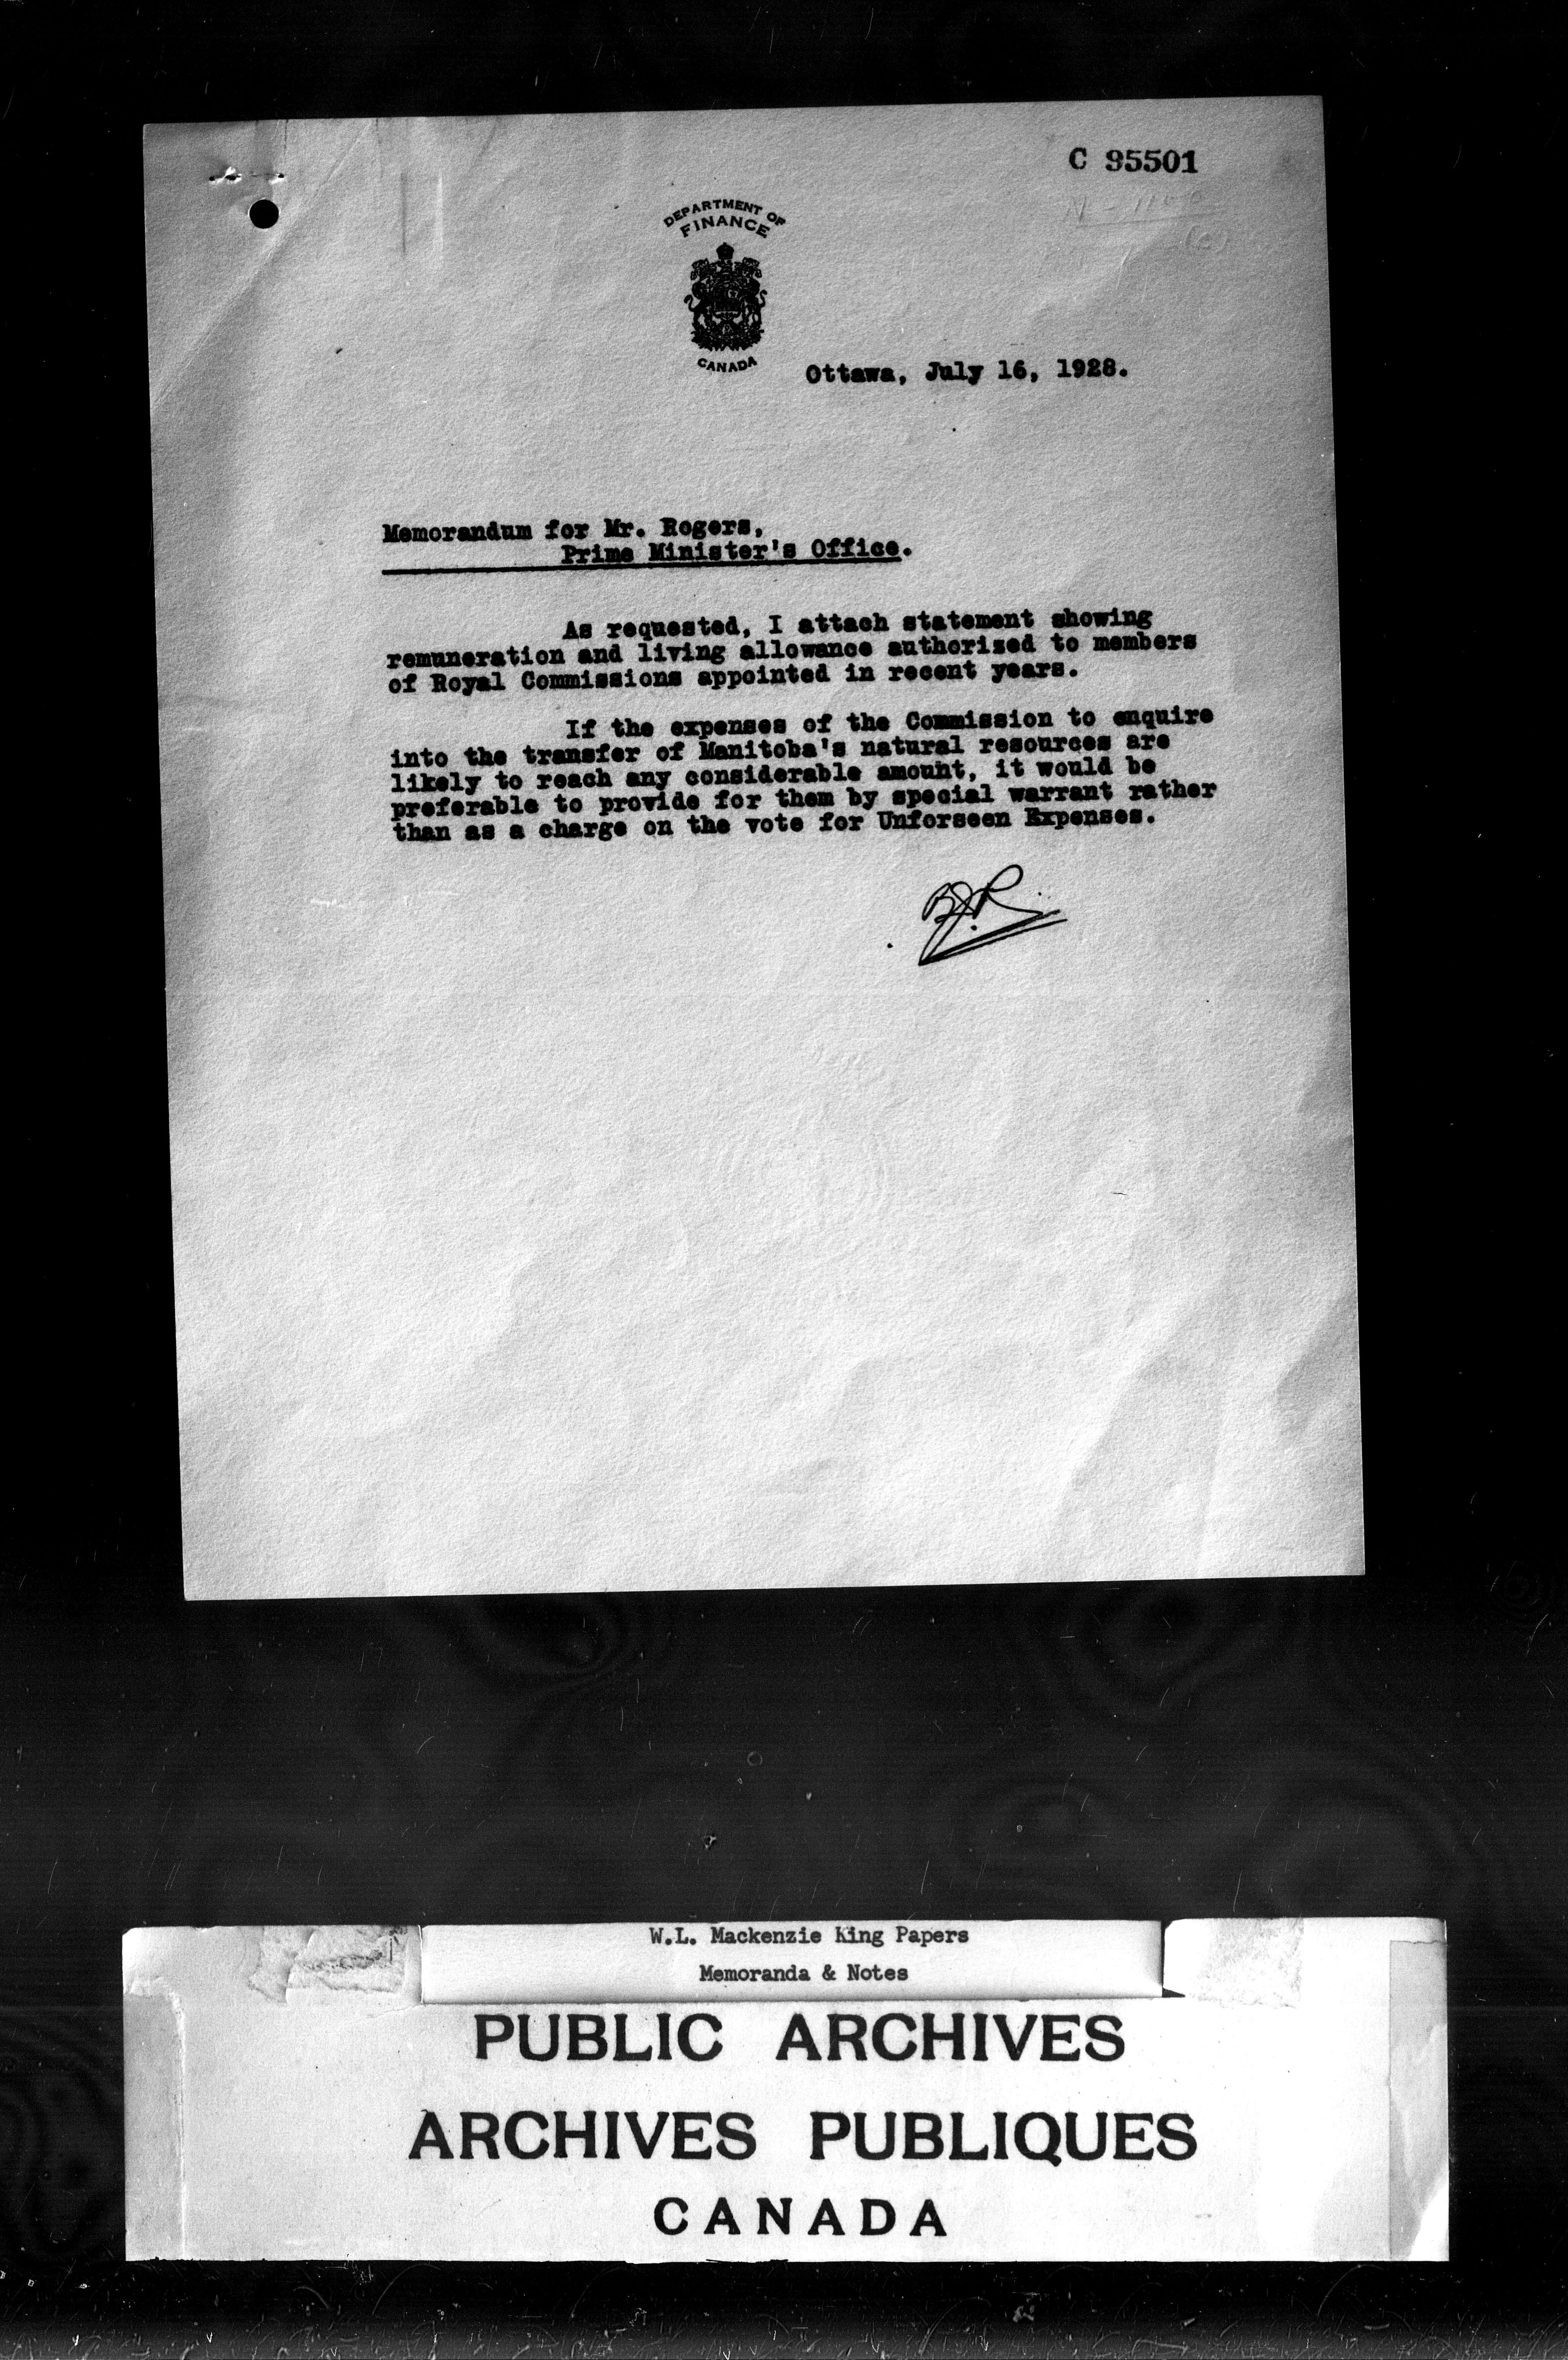 C 95501
DEPARTMENT OF
FINANCE
CANADA
Ottawa, July 16, 1928.
Memorandum for Mr. Rogers,
Prime Minister's Office.
As requested, I attach statement showing
remuneration and living allowance authorized to members
of Royal Commissions appointed in recent years.
If the expenses of the Commission to enquire
into the transfer of Manitoba's natural resources are
likely to reach any considerable amount, it would be
preferable to provide for them by special warrant rather
than as a charge on the vote for Unforseen Expenses.
W.L. Mackenzie King Papers
Memoranda & Notes
PUBLIC ARCHIVES
ARCHIVES PUBLIQUES
CANADA